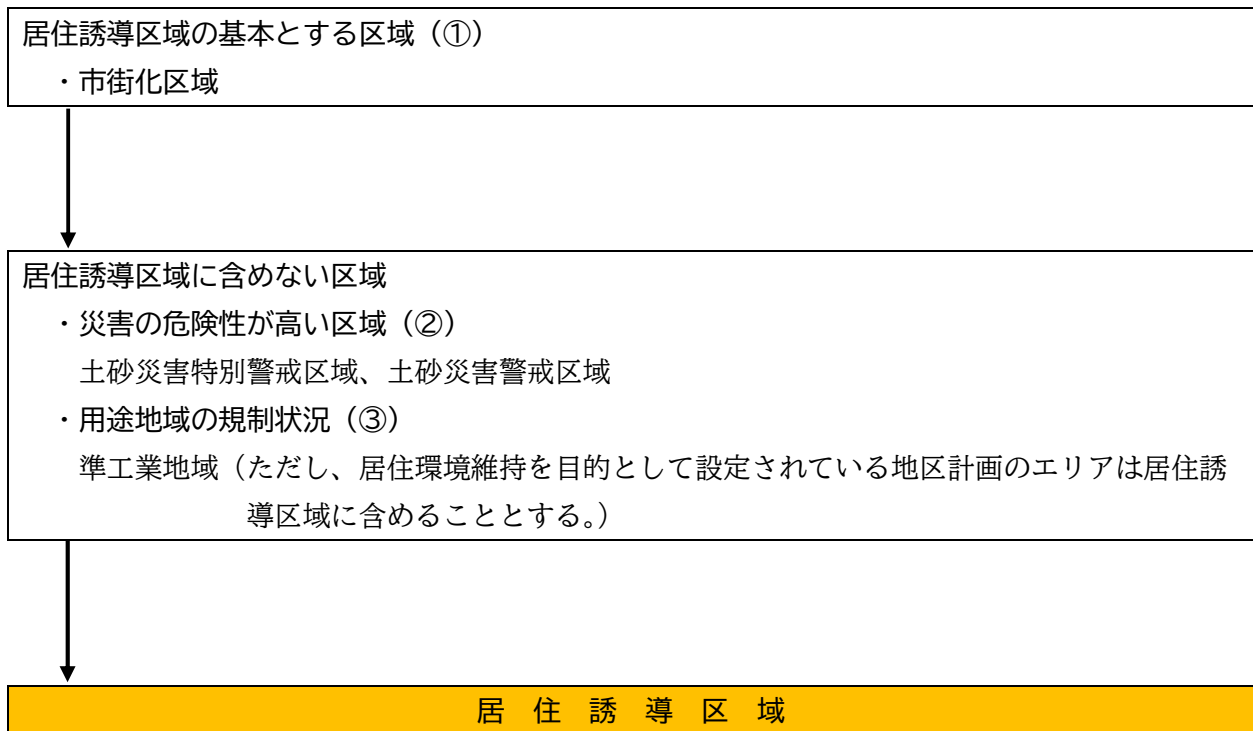 居住誘導区域の基本とする区域（①）
・市街化区域
居住誘導区域に含めない区域
・災害の危険性が高い区域（②）
土砂災害特別警戒区域、土砂災害警戒区域
・用途地域の規制状況（③）
準工業地域（ただし、居住環境維持を目的として設定されている地区計画のエリアは居住誘
導区域に含めることとする。）
居 住 誘 導 区 域